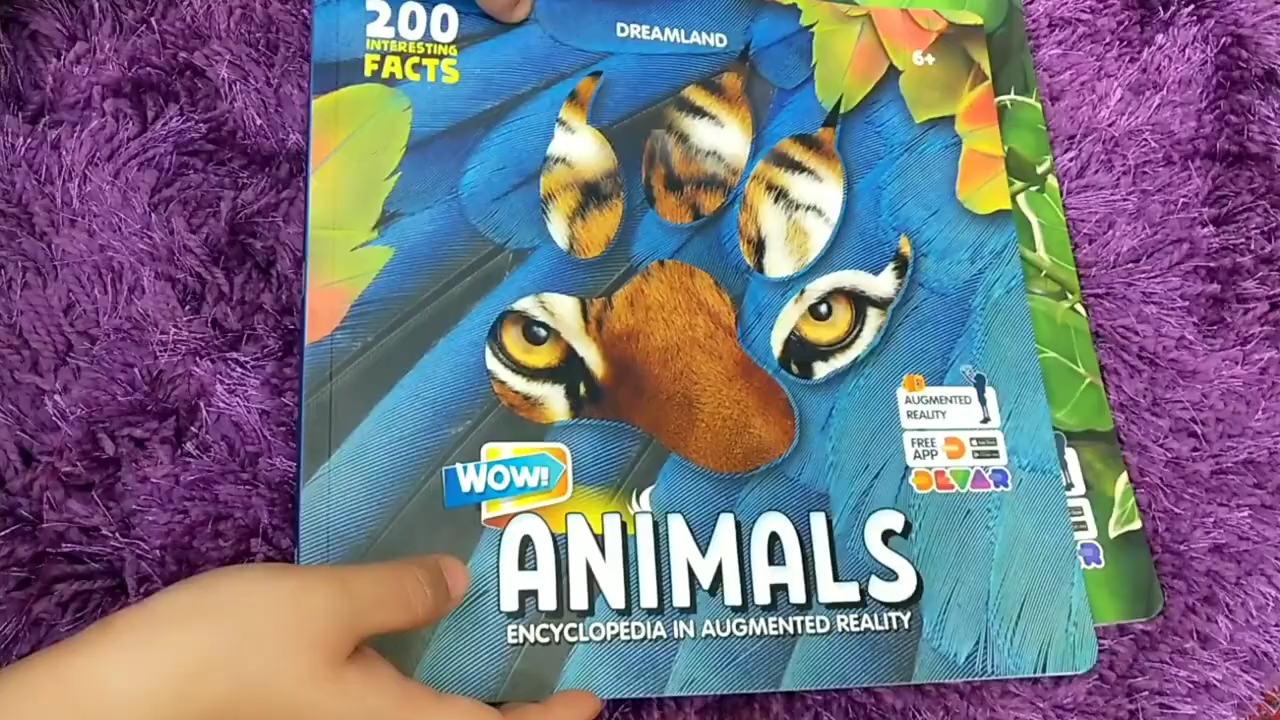 200
INTERESTING
FACTS
DREAMLAND
6+
AUGMENTED
REALITY
FREE
APP
DEVAR
WOW!
ANIMALS
ENCYCLOPEDIA IN AUGMENTED REALITY
R